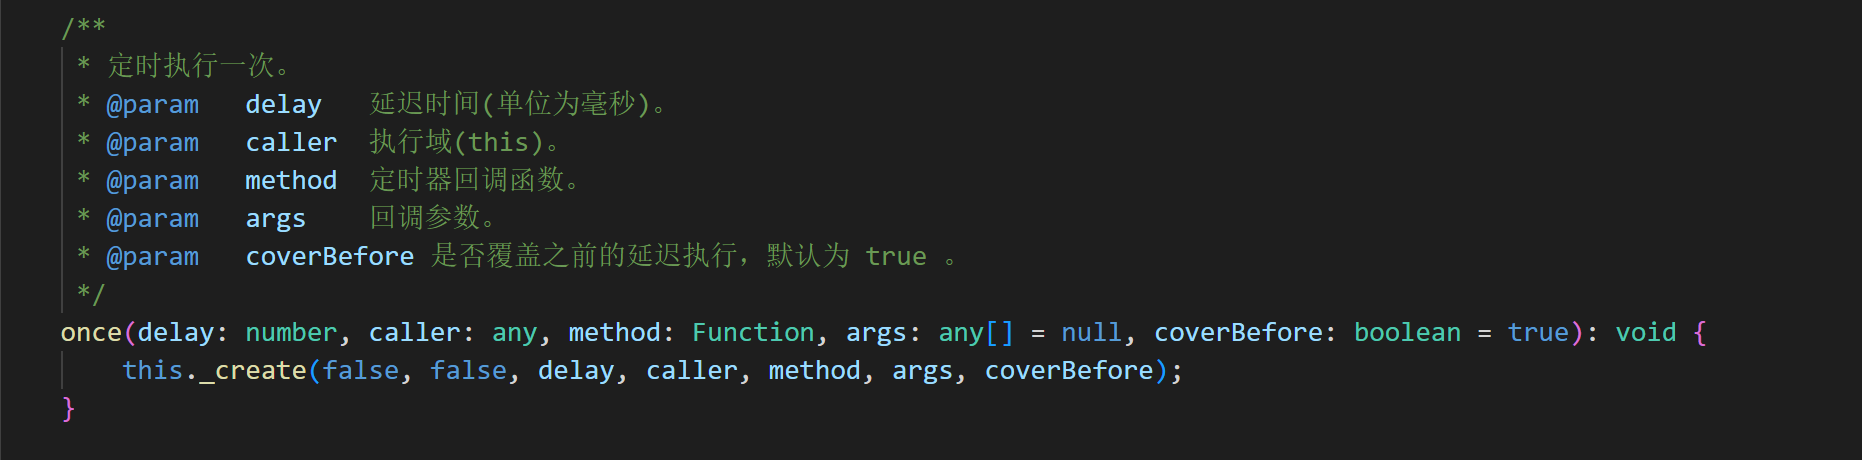 /**
 * 定时执行一次。
 * @param   delay   延迟时间(单位为毫秒)。
 * @param   caller  执行域(this)。
 * @param   method  定时器回调函数。
 * @param   args    回调参数。
 * @param   coverBefore 是否覆盖之前的延迟执行，默认为 true 。
 */
once(delay: number, caller: any, method: Function, args: any[] = null, coverBefore: boolean = true): void {
    this._create(false, false, delay, caller, method, args, coverBefore);
}